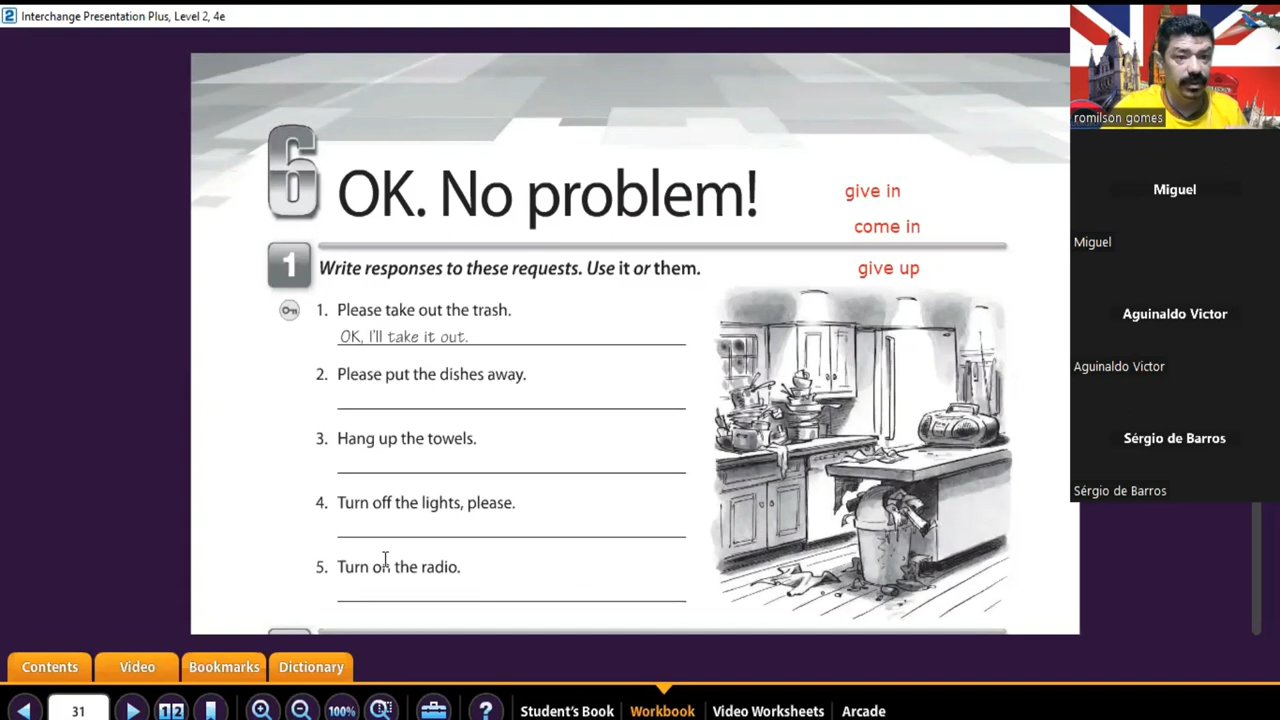 Interchange Presentation Plus, Level 2, 4e
6
OK. No problem!
give in
come in
give up
1
Write responses to these requests. Use it or them.
1. Please take out the trash.
OK, I'll take it out.
2. Please put the dishes away.
3. Hang up the towels.
4. Turn off the lights, please.
5. Turn on the radio.
romilson gomes
Miguel
Miguel
Aguinaldo Victor
Aguinaldo Victor
Sérgio de Barros
Sérgio de Barros
Contents
Video
Bookmarks
Dictionary
31
1 2
100%
?
Student's Book
Workbook
Video Worksheets
Arcade